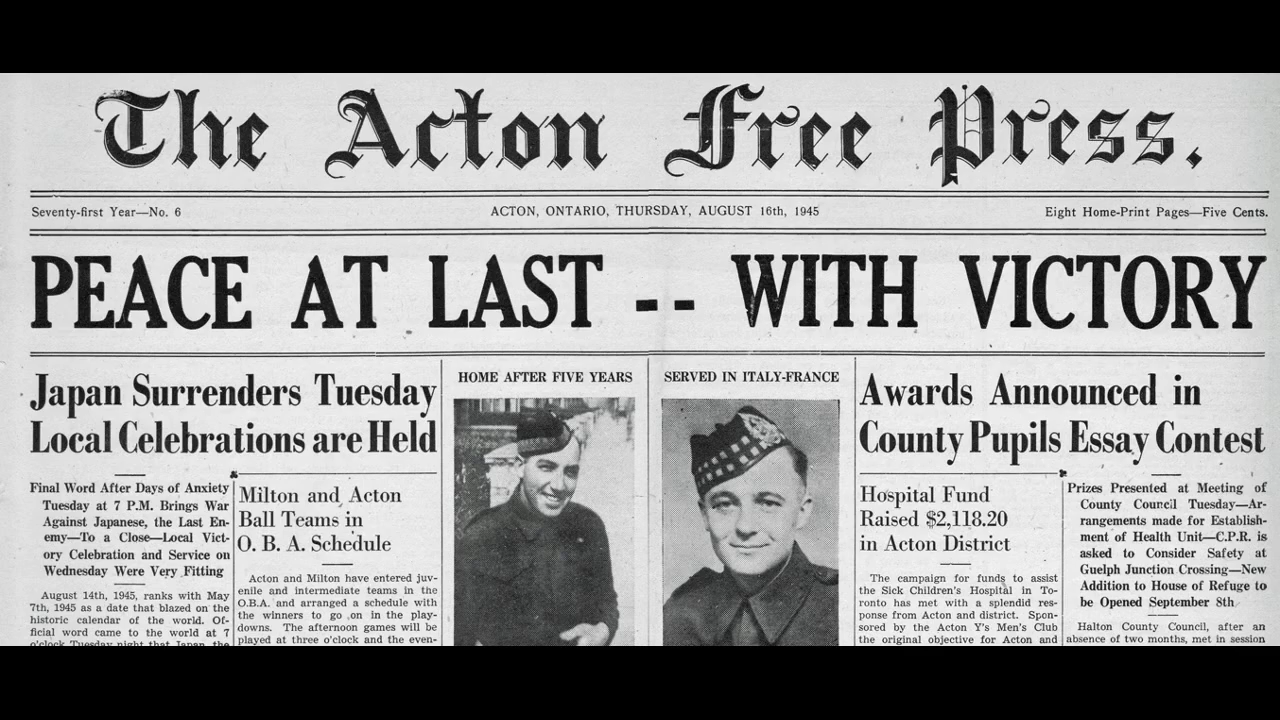 The Acton Free Press.
Seventy-first Year—No. 6
ACTON, ONTARIO, THURSDAY, AUGUST 16th, 1945
Eight Home-Print Pages—Five Cents.
PEACE AT LAST -- WITH VICTORY
Japan Surrenders Tuesday
Local Celebrations are Held
Final Word After Days of Anxiety
Tuesday at 7 P.M. Brings War
Against Japanese, the Last En-
emy—To a Close—Local Vict-
ory Celebration and Service on
Wednesday Were Very Fitting
August 14th, 1945, ranks with May
7th, 1945 as a date that blazed on the
historic calendar of the world. Of-
ficial word came to the world at 7
o'clock Tuesday night that Japan, the
Milton and Acton
Ball Teams in
O. B. A. Schedule
Acton and Milton have entered juv-
enile and intermediate teams in the
O.B.A. and arranged a schedule with
the winners to go on in the play-
downs. The afternoon games will be
played at three o'clock and the even-
HOME AFTER FIVE YEARS
SERVED IN ITALY-FRANCE
Awards Announced in
County Pupils Essay Contest
Hospital Fund
Raised $2,118.20
in Acton District
The campaign for funds to assist
the Sick Children's Hospital in To-
ronto has met with a splendid res-
ponse from Acton and district. Spon-
sored by the Acton Y's Men's Club
the original objective for Acton and
Prizes Presented at Meeting of
County Council Tuesday—Ar-
rangements made for Establish-
ment of Health Unit—C.P.R. is
asked to Consider Safety at
Guelph Junction Crossing—New
Addition to House of Refuge to
be Opened September 8th
Halton County Council, after an
absence of two months, met in session